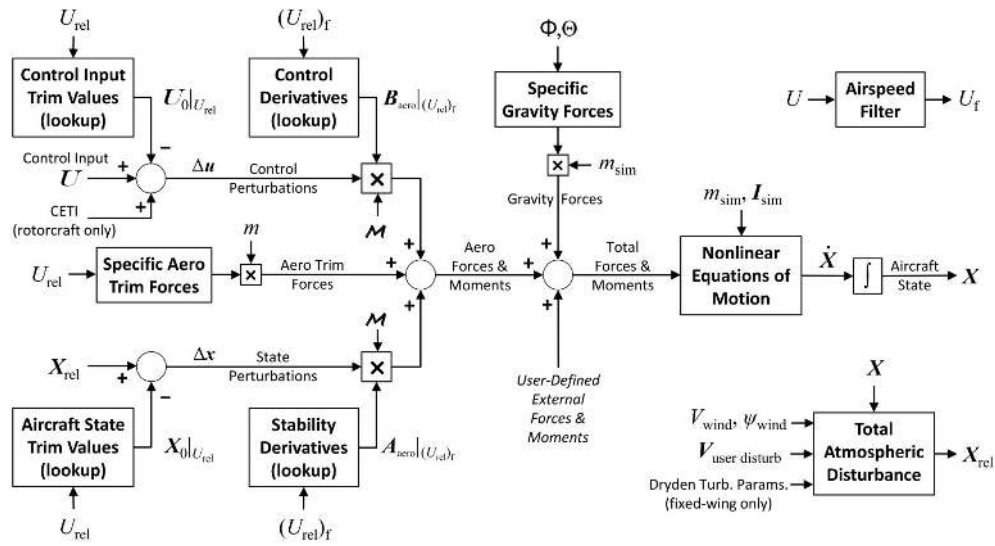 U_rel
Control Input
Trim Values
(lookup)
U_0|U_rel
(U_rel)_f
Control
Derivatives
(lookup)
B_aero|(U_rel)_f
−
Control Input
U
+
CETI
(rotorcraft only)
+
Δu
Control
Perturbations
×
M
U_rel
Specific Aero
Trim Forces
m
×
Aero Trim
Forces
+
+
+
Aero
Forces &
Moments
X_rel
+
−
Δx
State
Perturbations
M
×
Aircraft State
Trim Values
(lookup)
X_0|U_rel
U_rel
Stability
Derivatives
(lookup)
A_aero|(U_rel)_f
(U_rel)_f
Φ,Θ
Specific
Gravity Forces
×
m_sim
Gravity Forces
+
+
+
Total
Forces &
Moments
User-Defined
External
Forces &
Moments
m_sim, I_sim
Nonlinear
Equations of
Motion
Ẋ
∫
Aircraft
State
X
U
Airspeed
Filter
U_f
X
V_wind, ψ_wind
V_user disturb
Dryden Turb. Params.
(fixed-wing only)
Total
Atmospheric
Disturbance
X_rel